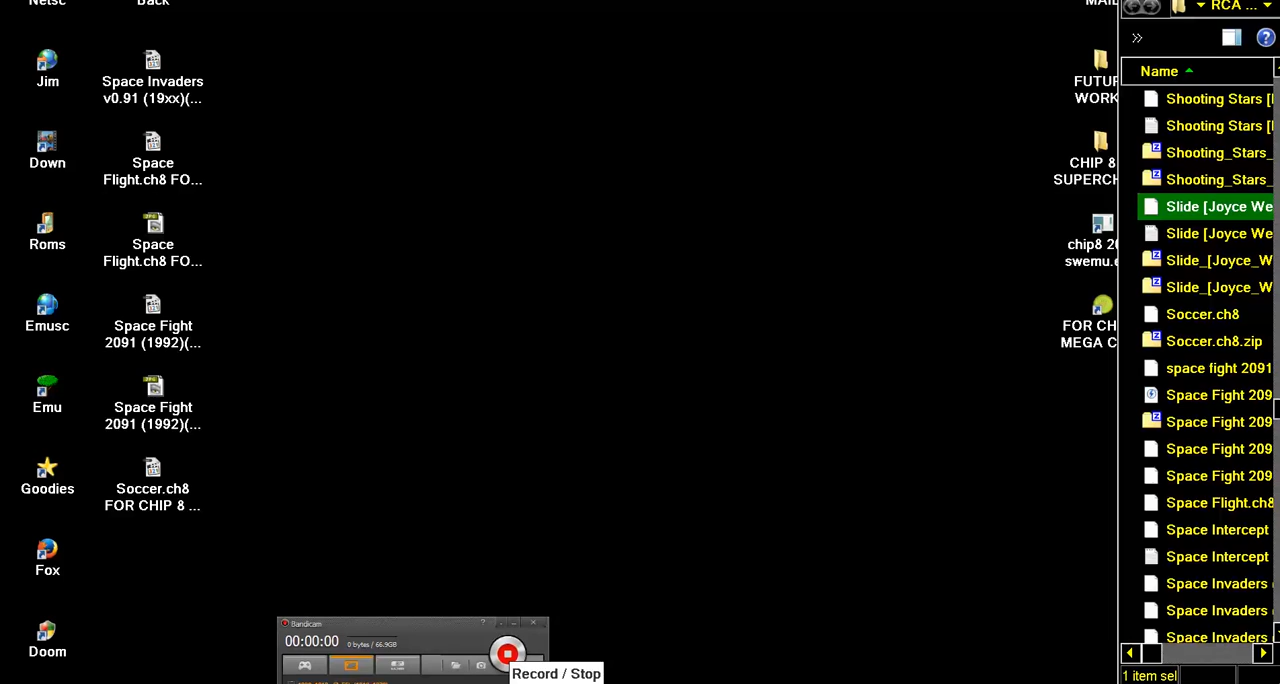 Netsc
Back
Jim
Space Invaders
v0.91 (19xx)(...
Down
Space
Flight.ch8 FO...
Roms
Space
Flight.ch8 FO...
Emusc
Space Fight
2091 (1992)(...
Emu
Space Fight
2091 (1992)(...
Goodies
Soccer.ch8
FOR CHIP 8 ...
Fox
Doom
MAIL
FUTUR
WORK
CHIP 8
SUPERCH
chip8 20
swemu.e
FOR CH
MEGA C
RCA ...
Name
Shooting Stars [
Shooting Stars [
Shooting_Stars_
Shooting_Stars_
Slide [Joyce We
Slide [Joyce We
Slide_[Joyce_W
Slide_[Joyce_W
Soccer.ch8
Soccer.ch8.zip
space fight 2091
Space Fight 209
Space Fight 209
Space Fight 209
Space Fight 209
Space Flight.ch8
Space Intercept
Space Intercept
Space Invaders
Space Invaders
Space Invaders
1 item sel
Bandicam
00:00:00
0 bytes / 66.9GB
Record / Stop